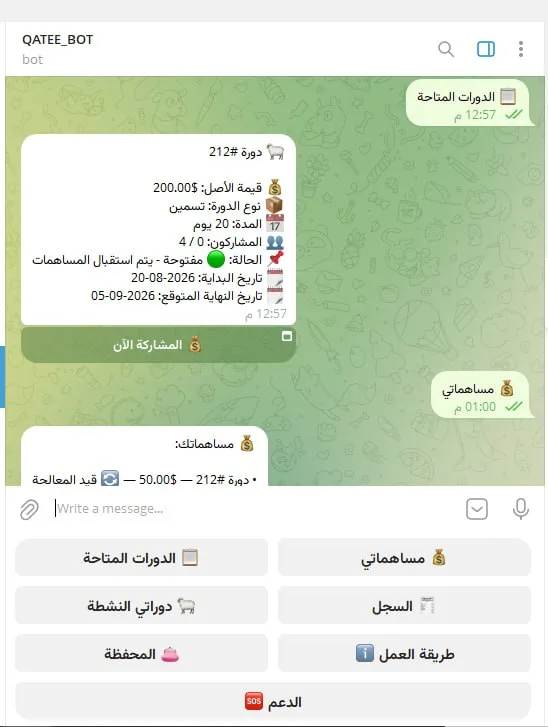 QATEE_BOT
bot
الدورات المتاحة
12:57 م
دورة #212
قيمة الأصل: 200.00$
نوع الدورة: تسمين
المدة: 20 يوم
المشاركون: 0 / 4
الحالة: مفتوحة - يتم استقبال المساهمات
تاريخ البداية: 2026-08-20
تاريخ النهاية المتوقع: 2026-09-05
12:57 م
المشاركة الآن
مساهماتي
01:00 م
مساهماتك:
• دورة #212 — 50.00$ — قيد المعالجة
Write a message...
مساهماتي
الدورات المتاحة
السجل
دوراتي النشطة
طريقة العمل
المحفظة
الدعم